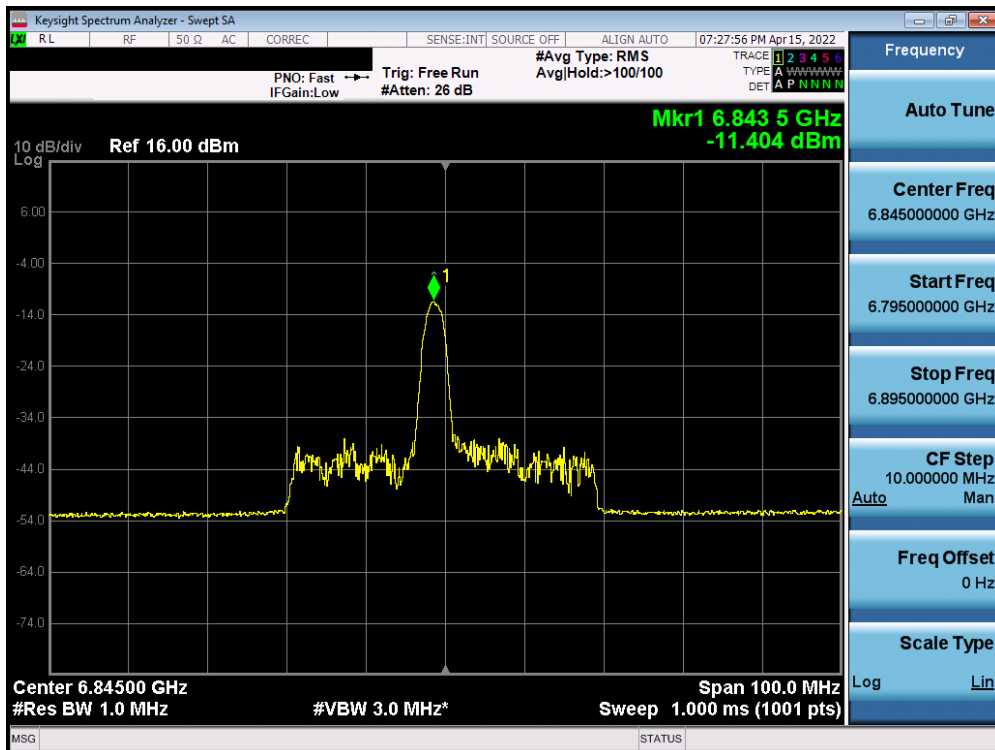 Keysight Spectrum Analyzer - Swept SA
LXI RL RF 50 Ω AC CORREC SENSE:INT SOURCE OFF ALIGN AUTO 07:27:56 PM Apr 15, 2022
PNO: Fast Trig: Free Run #Avg Type: RMS TRACE 1 2 3 4 5 6
IFGain:Low #Atten: 26 dB Avg|Hold:>100/100 TYPE A WWWWW
DET A P N N N N
Mkr1 6.843 5 GHz
-11.404 dBm
10 dB/div Ref 16.00 dBm
Log
1
6.00
-4.00
-14.0
-24.0
-34.0
-44.0
-54.0
-64.0
-74.0
Center 6.84500 GHz Span 100.0 MHz
#Res BW 1.0 MHz #VBW 3.0 MHz* Sweep 1.000 ms (1001 pts)
MSG STATUS
Frequency
Auto Tune
Center Freq
6.845000000 GHz
Start Freq
6.795000000 GHz
Stop Freq
6.895000000 GHz
CF Step
10.000000 MHz
Auto Man
Freq Offset
0 Hz
Scale Type
Log Lin